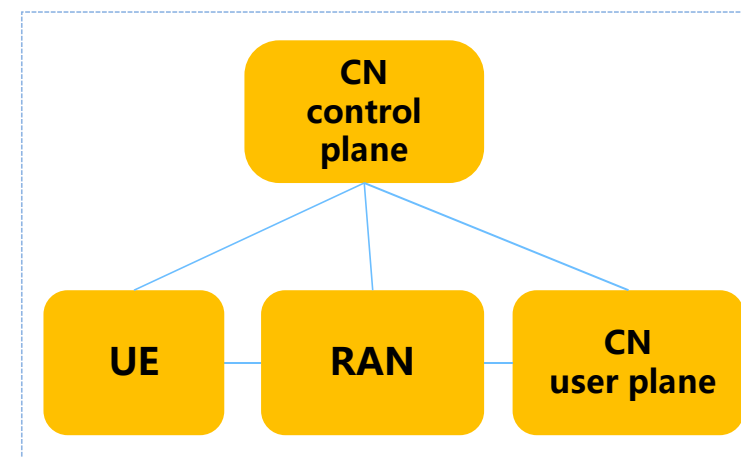 CN
control
plane
UE
RAN
CN
user plane